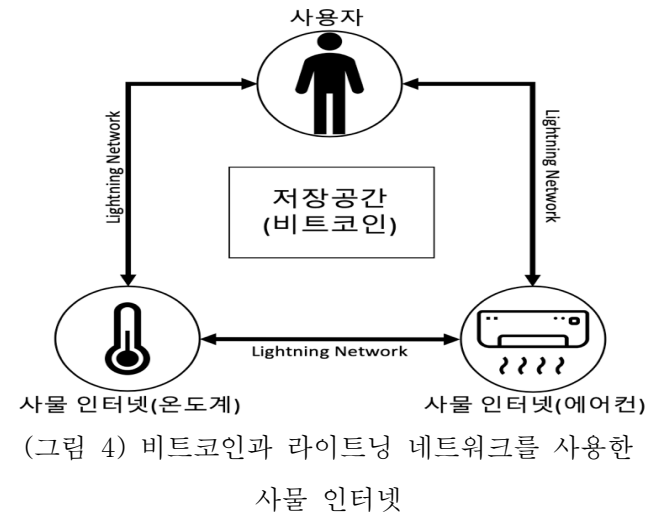 사용자
Lightning Network
Lightning Network
저장공간
(비트코인)
Lightning Network
사물 인터넷(온도계)
사물 인터넷(에어컨)
(그림 4) 비트코인과 라이트닝 네트워크를 사용한
사물 인터넷